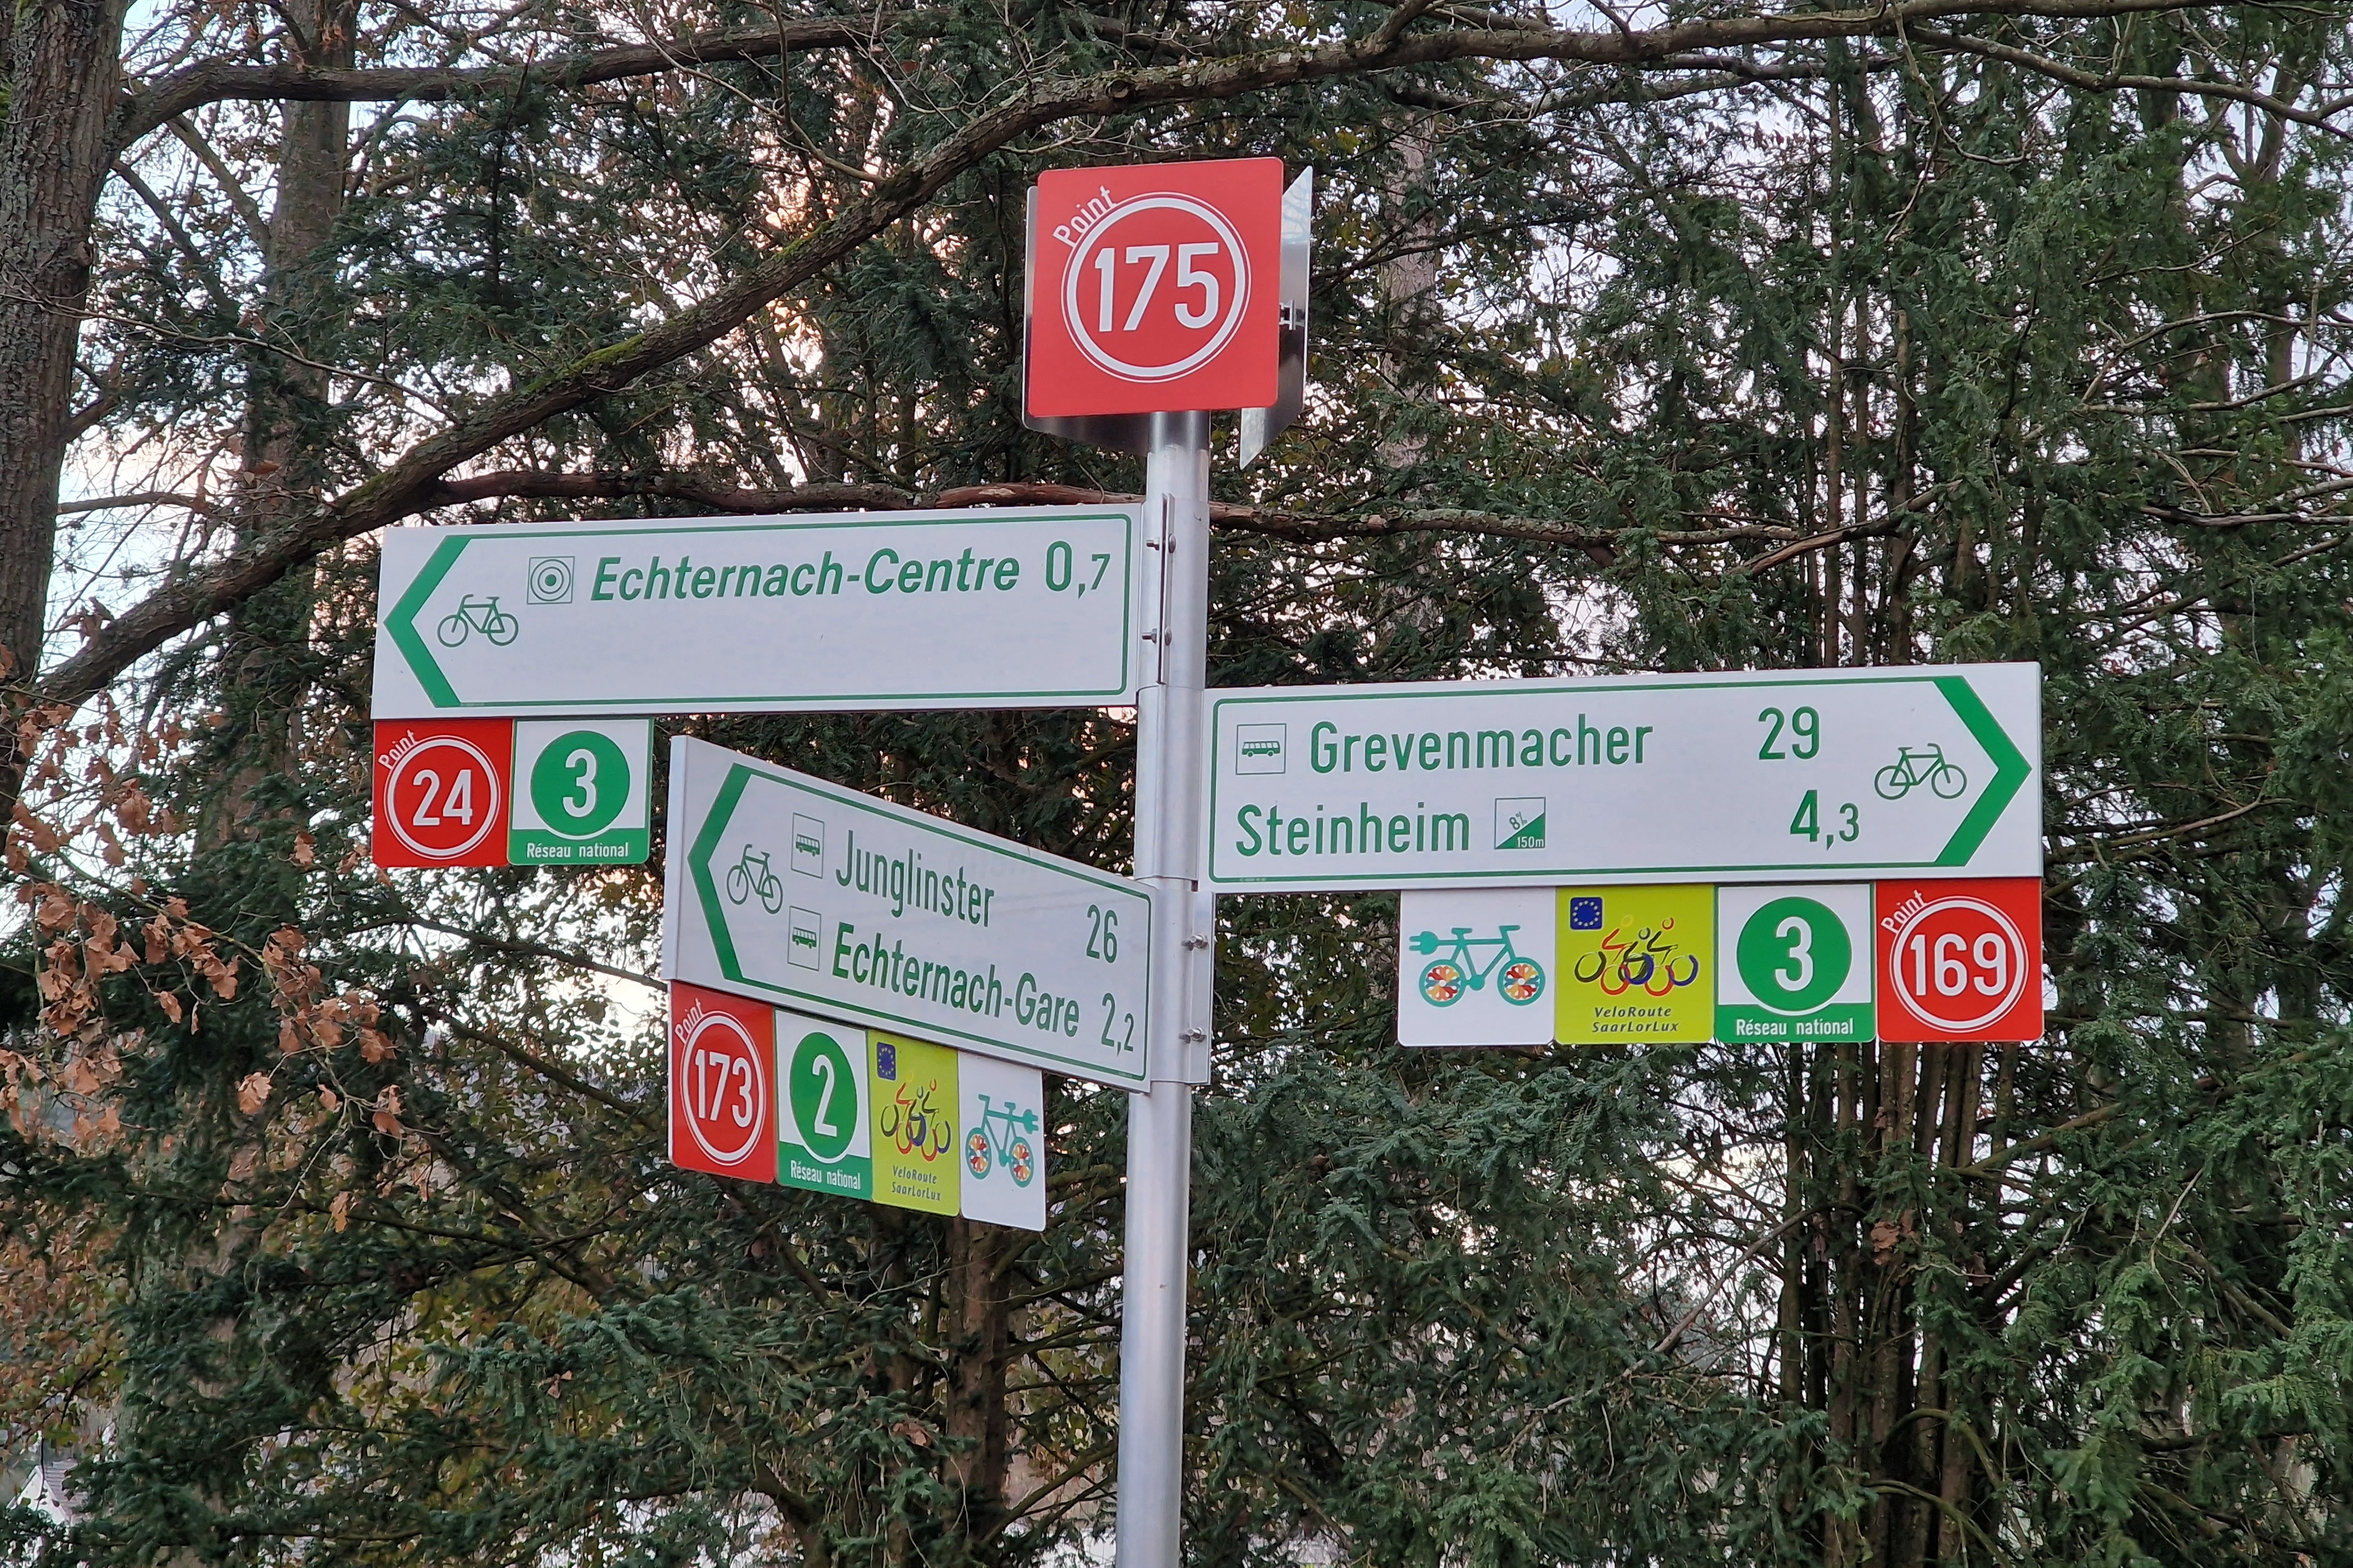 Point
175
Echternach-Centre 0,7
Point
24
3
Réseau national
Grevenmacher 29
Steinheim 8% 150m 4,3
VeloRoute
SaarLorLux
3
Réseau national
Point
169
Junglinster 26
Echternach-Gare 2,2
Point
173
2
Réseau national
VeloRoute
SaarLorLux